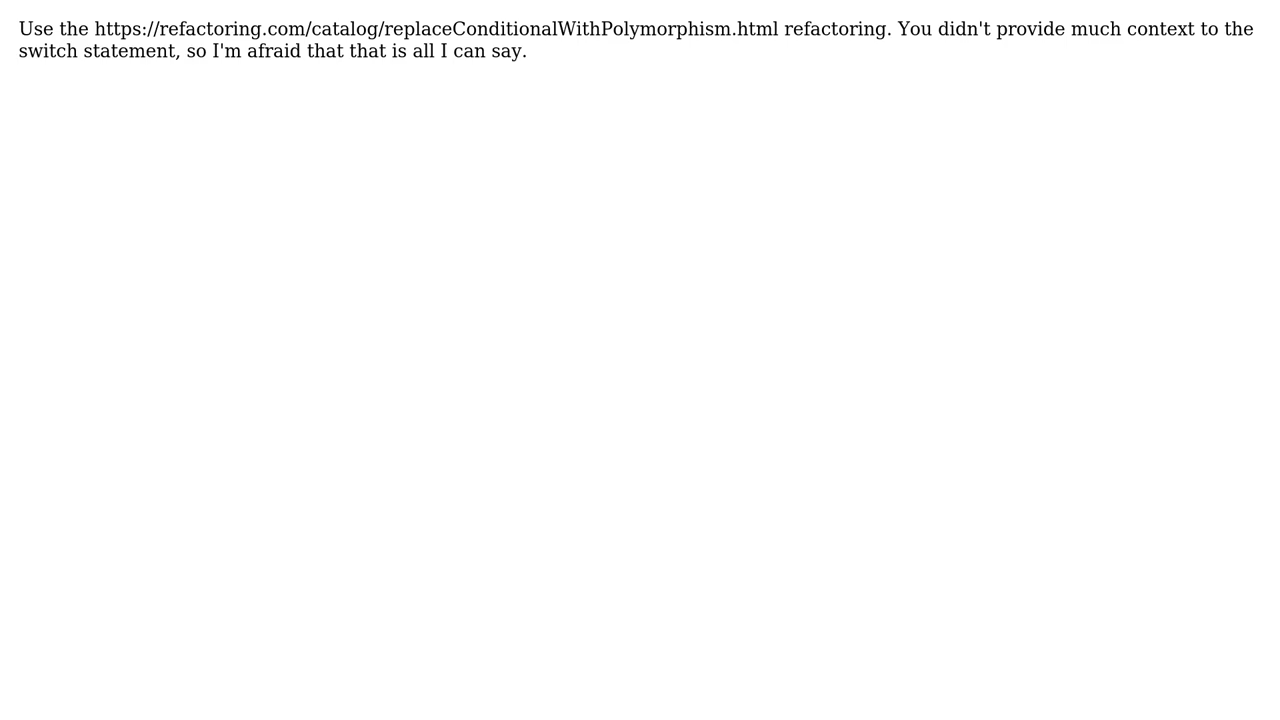 Use the https://refactoring.com/catalog/replaceConditionalWithPolymorphism.html refactoring. You didn't provide much context to the
switch statement, so I'm afraid that that is all I can say.